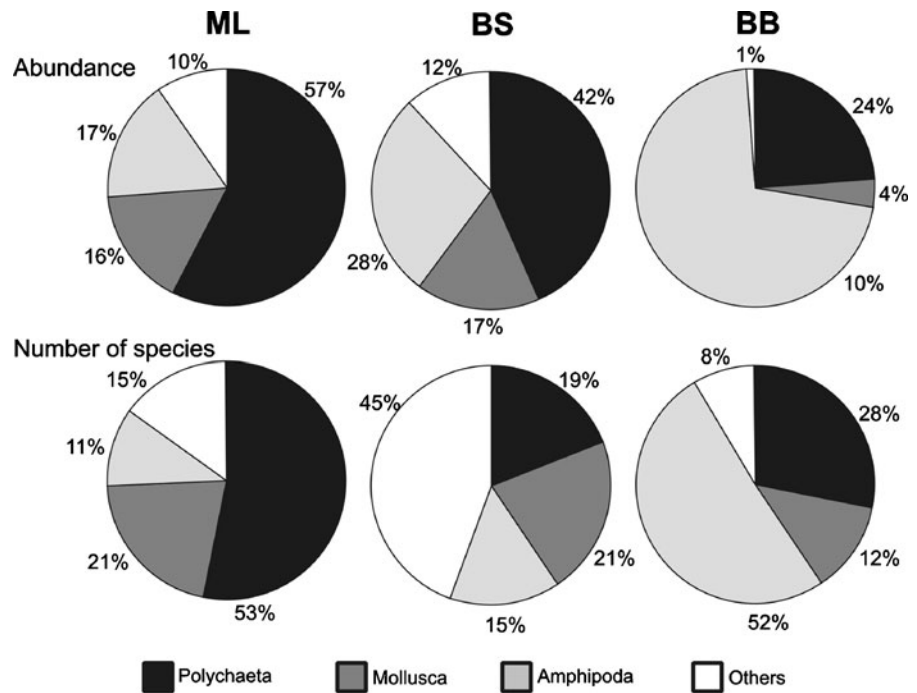 ML
BS
BB
Abundance
10%
57%
17%
16%
12%
42%
28%
17%
1%
24%
4%
10%
Number of species
15%
11%
21%
53%
45%
19%
21%
15%
8%
28%
12%
52%
Polychaeta
Mollusca
Amphipoda
Others